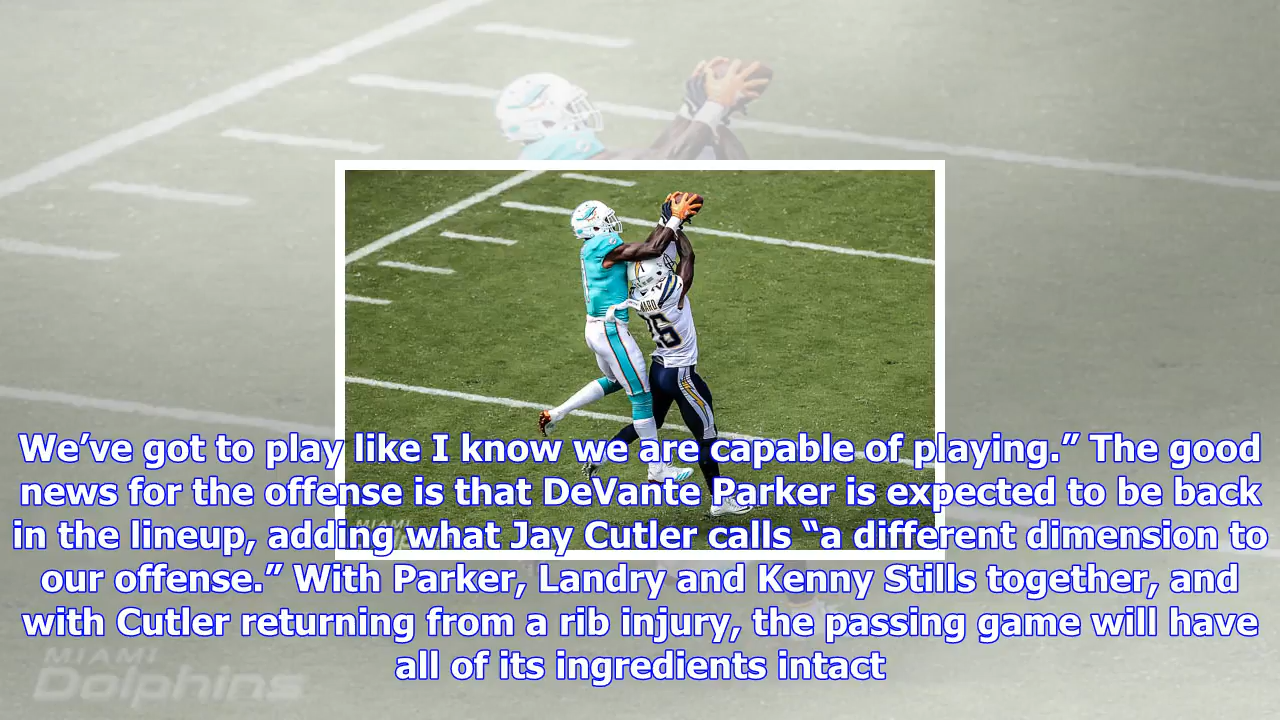 WARD
26
We’ve got to play like I know we are capable of playing.” The good
news for the offense is that DeVante Parker is expected to be back
in the lineup, adding what Jay Cutler calls “a different dimension to
our offense.” With Parker, Landry and Kenny Stills together, and
with Cutler returning from a rib injury, the passing game will have
all of its ingredients intact
MIAMI
Dolphins